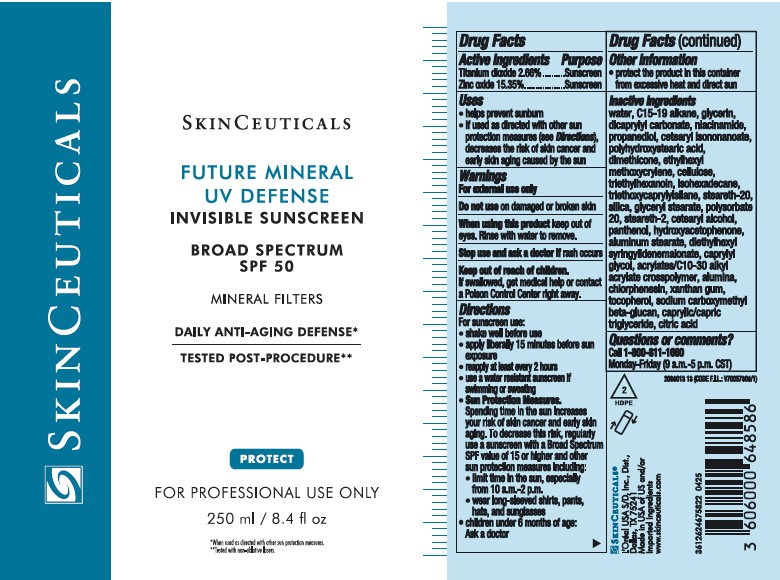 SKINCEUTICALS
SKINCEUTICALS
FUTURE MINERAL
UV DEFENSE
INVISIBLE SUNSCREEN
BROAD SPECTRUM
SPF 50
MINERAL FILTERS
DAILY ANTI-AGING DEFENSE*
TESTED POST-PROCEDURE**
PROTECT
FOR PROFESSIONAL USE ONLY
250 ml / 8.4 fl oz
*When used as directed with other sun protection measures.
**Tested with non-ablative lasers.
Drug Facts
Active Ingredients Purpose
Titanium dioxide 2.66%..........Sunscreen
Zinc oxide 15.35%................Sunscreen
Uses
• helps prevent sunburn
• if used as directed with other sun
protection measures (see Directions),
decreases the risk of skin cancer and
early skin aging caused by the sun
Warnings
For external use only
Do not use on damaged or broken skin
When using this product keep out of
eyes. Rinse with water to remove.
Stop use and ask a doctor if rash occurs
Keep out of reach of children.
If swallowed, get medical help or contact
a Poison Control Center right away.
Directions
For sunscreen use:
• shake well before use
• apply liberally 15 minutes before sun
exposure
• reapply at least every 2 hours
• use a water resistant sunscreen if
swimming or sweating
• Sun Protection Measures.
Spending time in the sun increases
your risk of skin cancer and early skin
aging. To decrease this risk, regularly
use a sunscreen with a Broad Spectrum
SPF value of 15 or higher and other
sun protection measures including:
• limit time in the sun, especially
from 10 a.m.-2 p.m.
• wear long-sleeved shirts, pants,
hats, and sunglasses
• children under 6 months of age:
Ask a doctor
Drug Facts (continued)
Other information
• protect the product in this container
from excessive heat and direct sun
Inactive ingredients
water, C15-19 alkane, glycerin,
dicaprylyl carbonate, niacinamide,
propanediol, cetearyl isononanoate,
polyhydroxystearic acid,
dimethicone, ethylhexyl
methoxycrylene, cellulose,
triethylhexanoin, isohexadecane,
triethoxycaprylylsilane, steareth-20,
silica, glyceryl stearate, polysorbate
20, steareth-2, cetearyl alcohol,
panthenol, hydroxyacetophenone,
aluminum stearate, diethylhexyl
syringylidenemalonate, caprylyl
glycol, acrylates/C10-30 alkyl
acrylate crosspolymer, alumina,
chlorphenesin, xanthan gum,
tocopherol, sodium carboxymethyl
beta-glucan, caprylic/capric
triglyceride, citric acid
Questions or comments?
Call 1-800-811-1660
Monday-Friday (9 a.m.-5 p.m. CST)
2
HDPE
SKINCEUTICALS®
L'Oréal USA S/D, Inc., Dist.,
Dallas, TX 75241
Made in USA of US and/or
imported ingredients
www.skinceuticals.com
3612624675822 0425
3 606000 648586